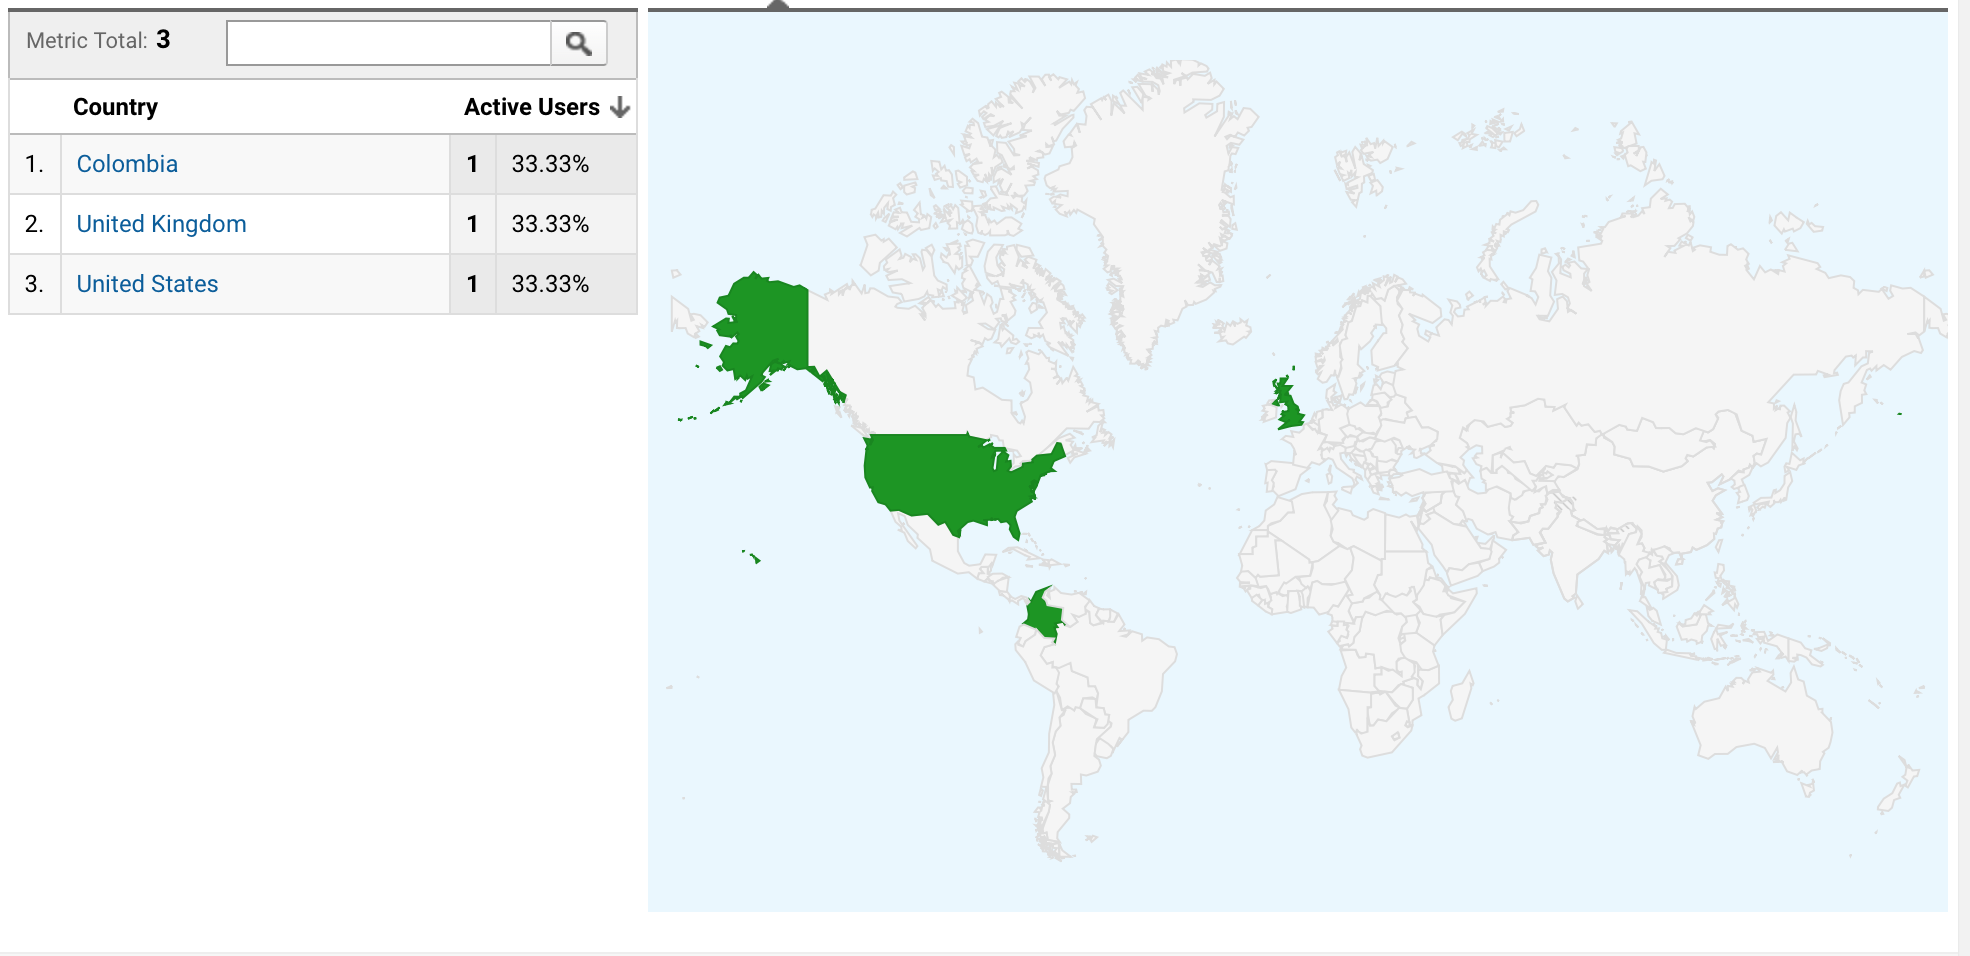 Metric Total: 3
Country Active Users
1. Colombia 1 33.33%
2. United Kingdom 1 33.33%
3. United States 1 33.33%